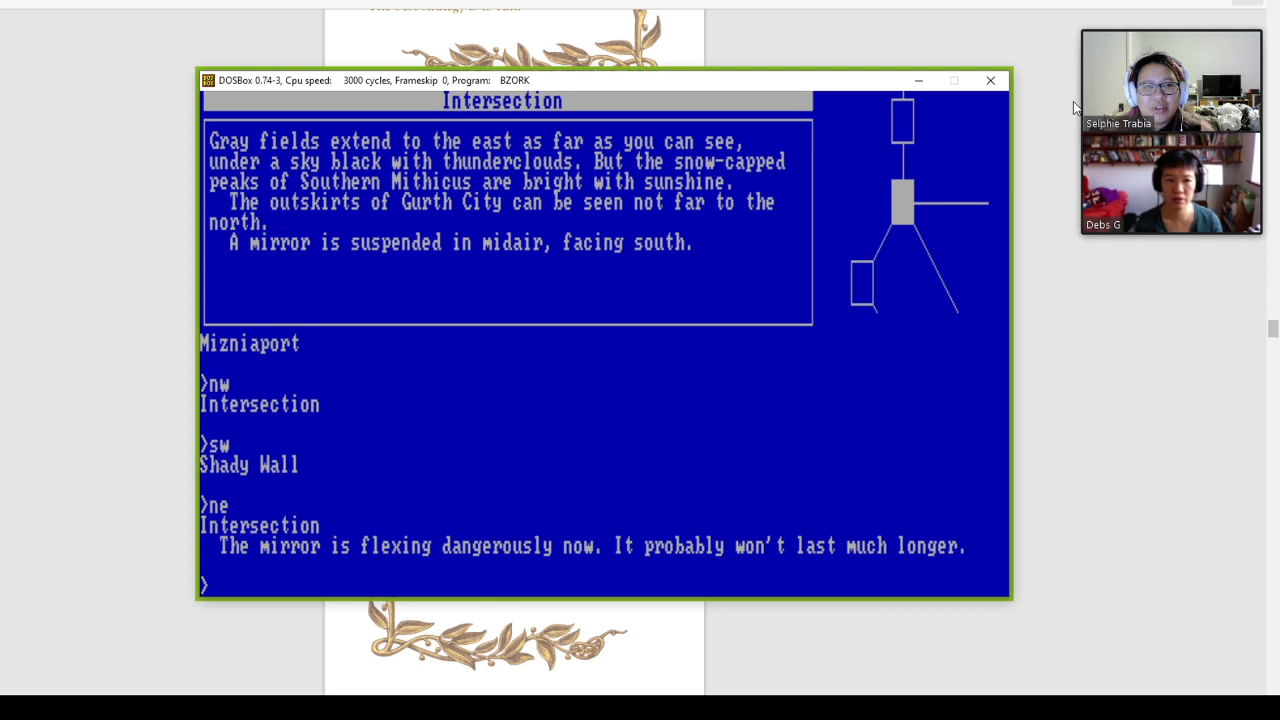 DOSBox 0.74-3, Cpu speed:    3000 cycles, Frameskip  0, Program:    BZORK
Intersection
Gray fields extend to the east as far as you can see,
under a sky black with thunderclouds. But the snow-capped
peaks of Southern Mithicus are bright with sunshine.
The outskirts of Gurth City can be seen not far to the
north.
A mirror is suspended in midair, facing south.
Mizniaport
>nw
Intersection
>sw
Shady Wall
>ne
Intersection
The mirror is flexing dangerously now. It probably won't last much longer.
>
Selphie Trabia
Debs G